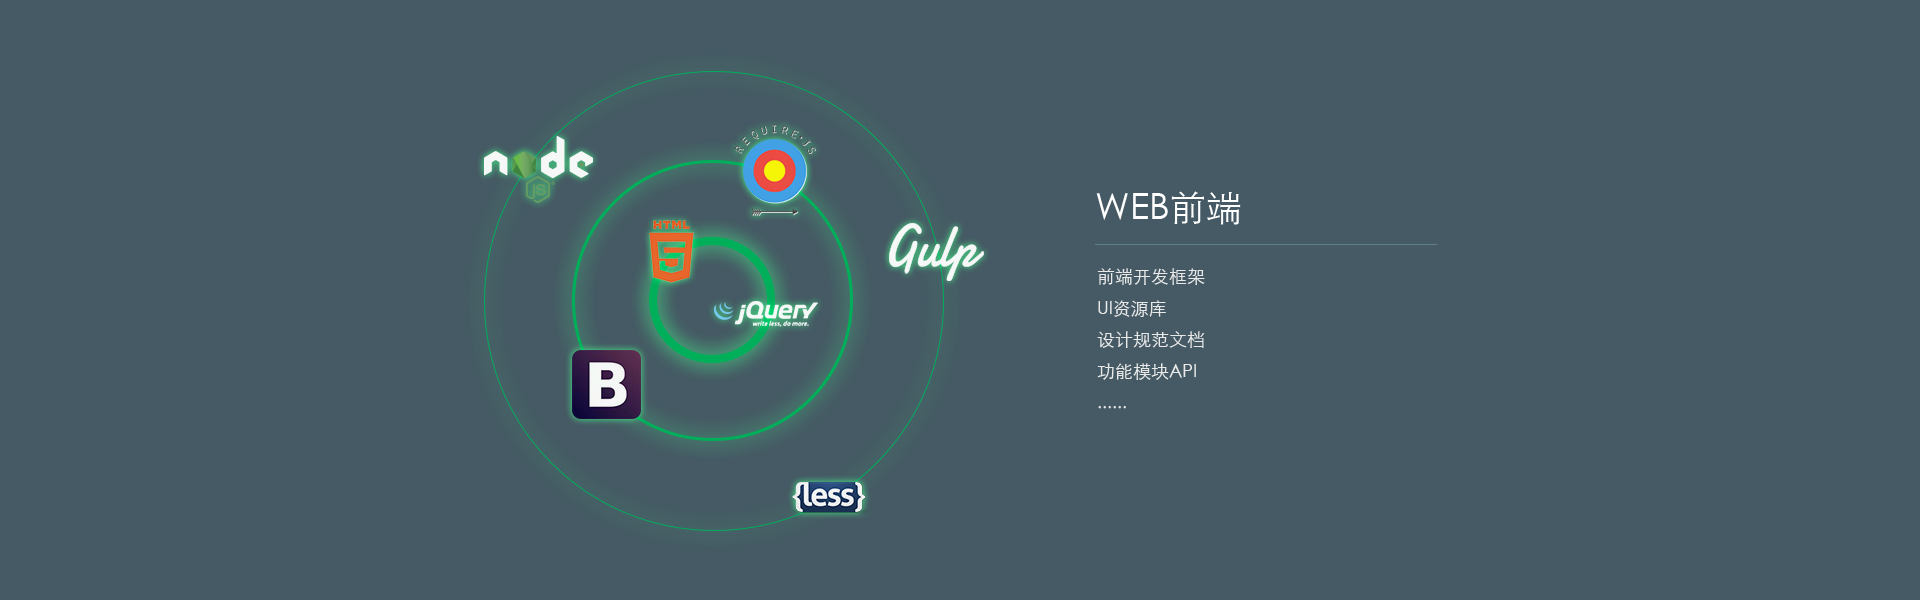 node
JS
REQUIRE·JS
HTML
5
Gulp
jQuery
write less, do more.
B
{less}
WEB前端
前端开发框架
UI资源库
设计规范文档
功能模块API
......